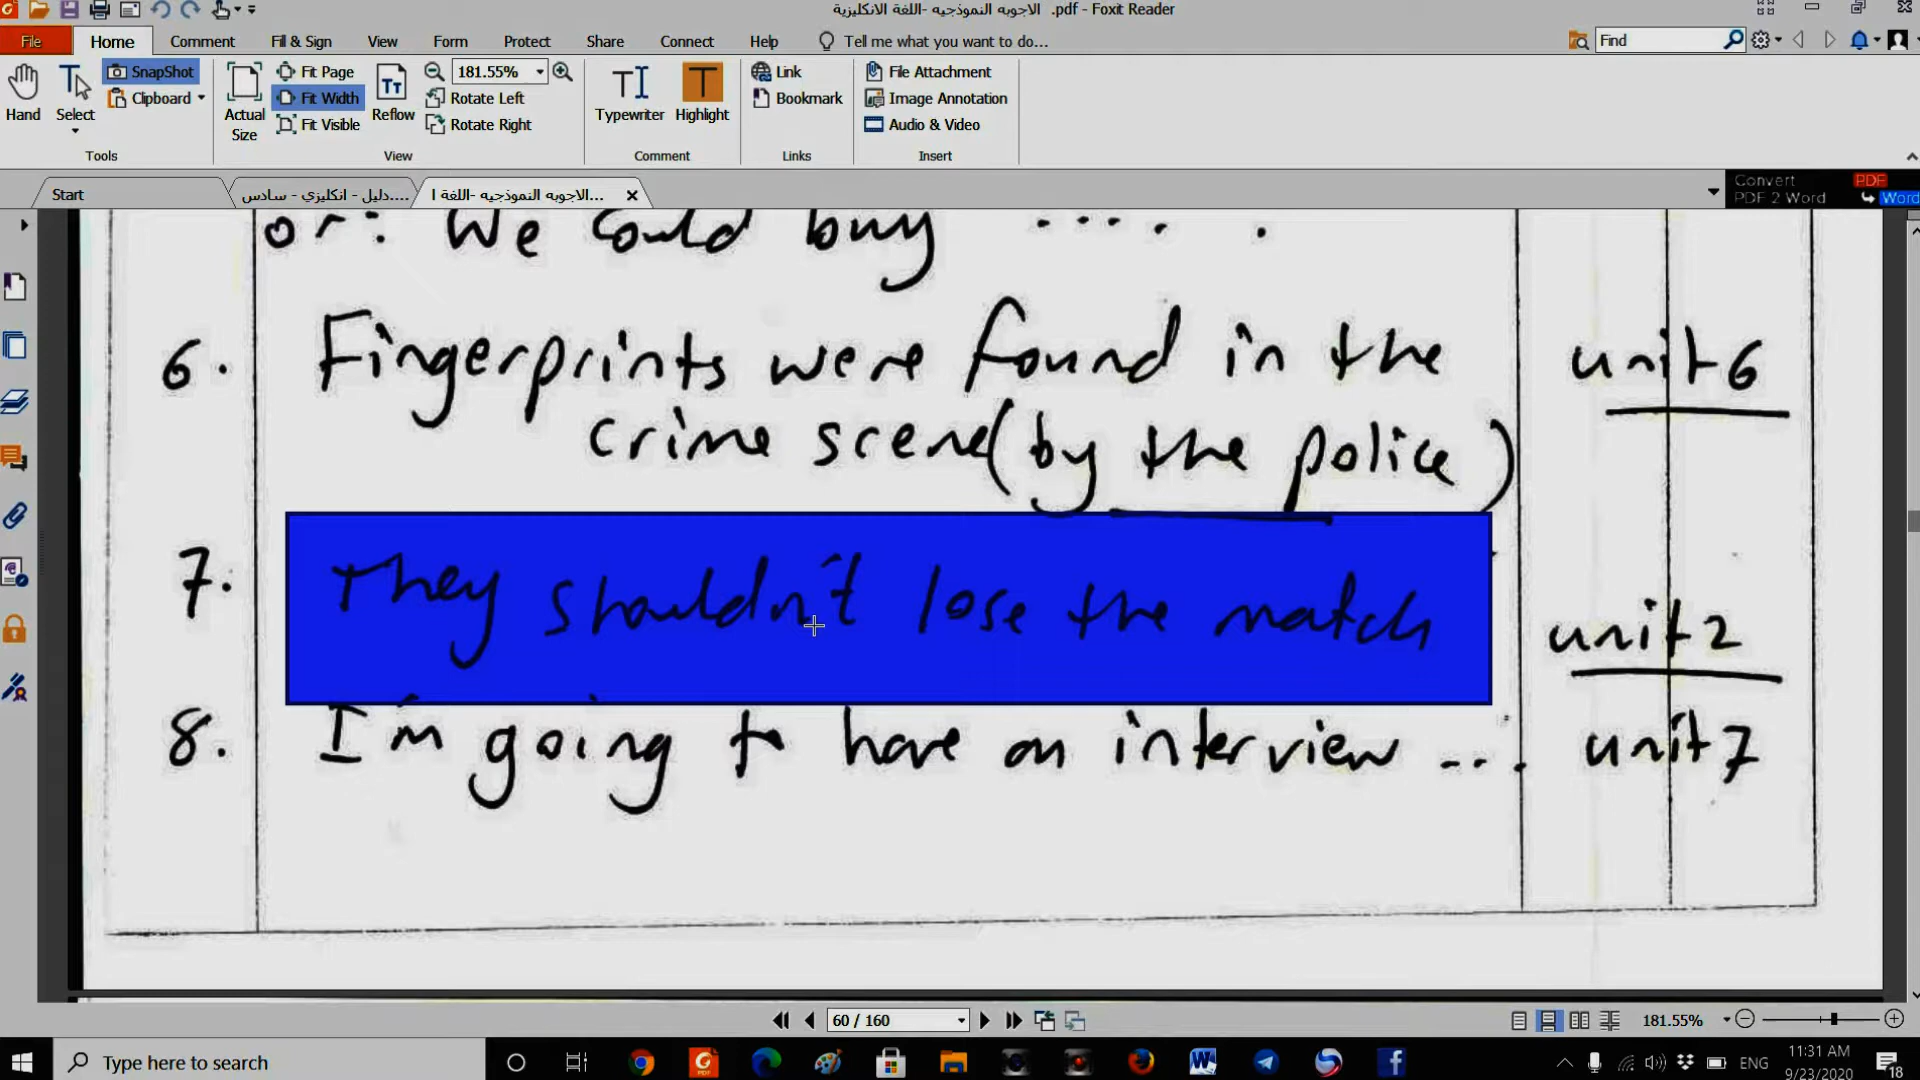 الاجوبه النموذجيه -اللغة الانكليزية .pdf - Foxit Reader
File Home Comment Fill & Sign View Form Protect Share Connect Help Tell me what you want to do... Find
Hand
Select
SnapShot
Clipboard
Tools
Actual Size
Fit Page
Fit Width
Fit Visible
Reflow
181.55%
Rotate Left
Rotate Right
View
Typewriter
Highlight
Comment
Link
Bookmark
Links
File Attachment
Image Annotation
Audio & Video
Insert
Start
دليل - انكليزي - سادس....
الاجوبه النموذجيه -اللغة ا...
Convert PDF
PDF 2 Word Word
or: We could buy .... .
6. Fingerprints were found in the unit 6
crime scene (by the police)
7. They shouldn't lose the match unit 2
8. I'm going to have an interview ... unit 7
60 / 160
181.55%
Type here to search
ENG
11:31 AM
9/23/2020
18